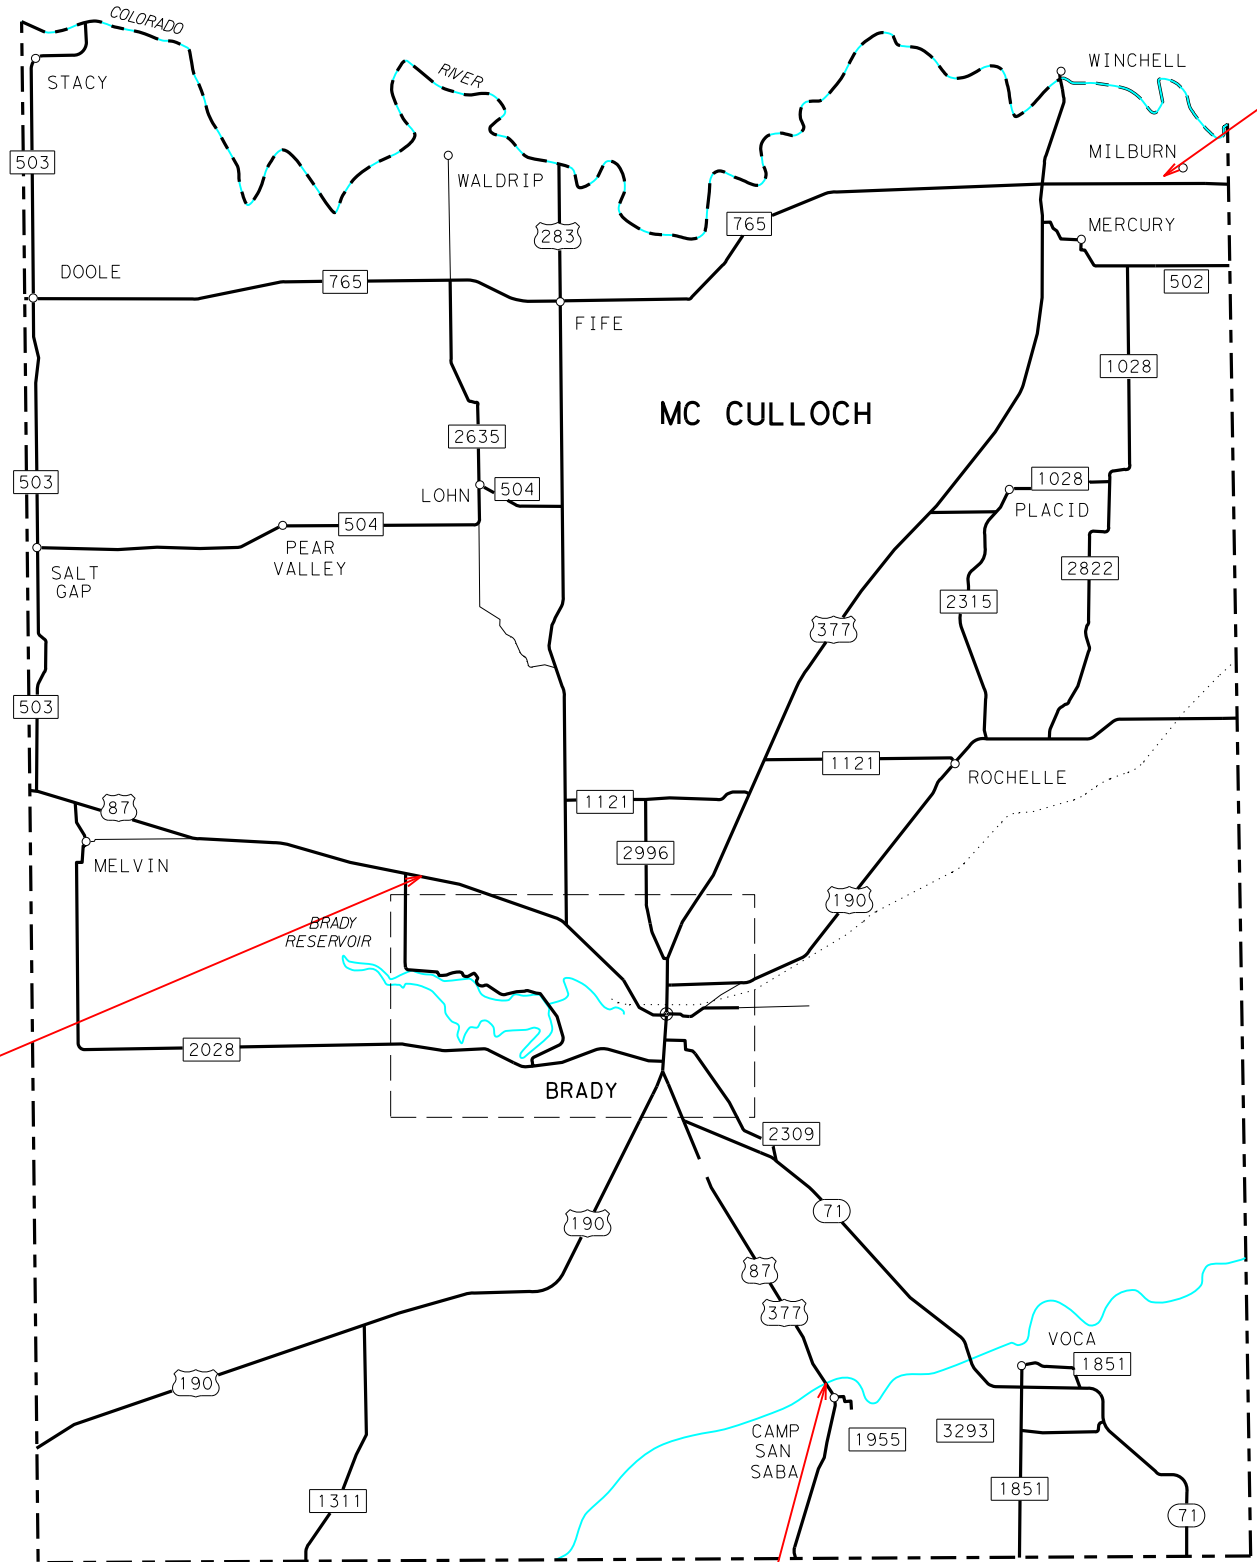 COLORADO
RIVER
WINCHELL
STACY
MILBURN
503
WALDRIP
283
765
MERCURY
DOOLE
765
502
FIFE
1028
MC CULLOCH
2635
503
LOHN
504
1028
PLACID
504
PEAR
VALLEY
SALT
GAP
2822
2315
377
503
1121
ROCHELLE
87
1121
MELVIN
2996
190
BRADY
RESERVOIR
2028
BRADY
2309
71
190
87
377
VOCA
1851
190
CAMP
SAN
SABA
1955
3293
1851
1311
71